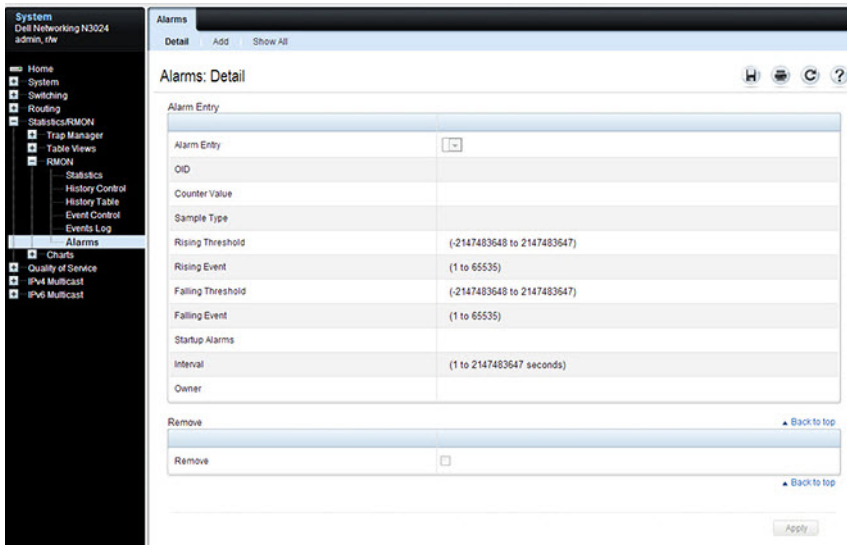 System
Dell Networking N3024
admin, r/w
Home
System
Switching
Routing
Statistics/RMON
Trap Manager
Table Views
RMON
Statistics
History Control
History Table
Event Control
Events Log
Alarms
Charts
Quality of Service
IPv4 Multicast
IPv6 Multicast
Alarms
Detail Add Show All
Alarms: Detail
Alarm Entry
Alarm Entry
OID
Counter Value
Sample Type
Rising Threshold (-2147483648 to 2147483647)
Rising Event (1 to 65535)
Falling Threshold (-2147483648 to 2147483647)
Falling Event (1 to 65535)
Startup Alarms
Interval (1 to 2147483647 seconds)
Owner
Remove ▲ Back to top
Remove
▲ Back to top
Apply